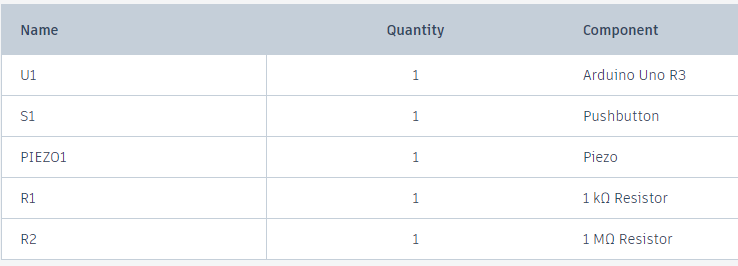 Name Quantity Component
U1 1 Arduino Uno R3
S1 1 Pushbutton
PIEZO1 1 Piezo
R1 1 1 kΩ Resistor
R2 1 1 MΩ Resistor